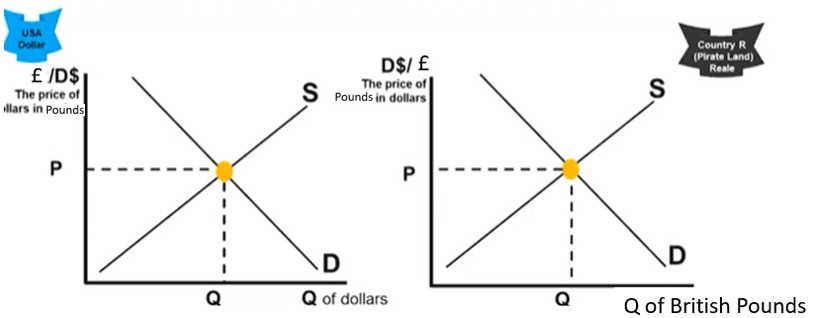 USA
Dollar
£ /D$
The price of
llars in Pounds
S
P
D
Q
Q of dollars
D$/ £
The price of
Pounds in dollars
Country R
(Pirate Land)
Reale
S
P
D
Q
Q of British Pounds